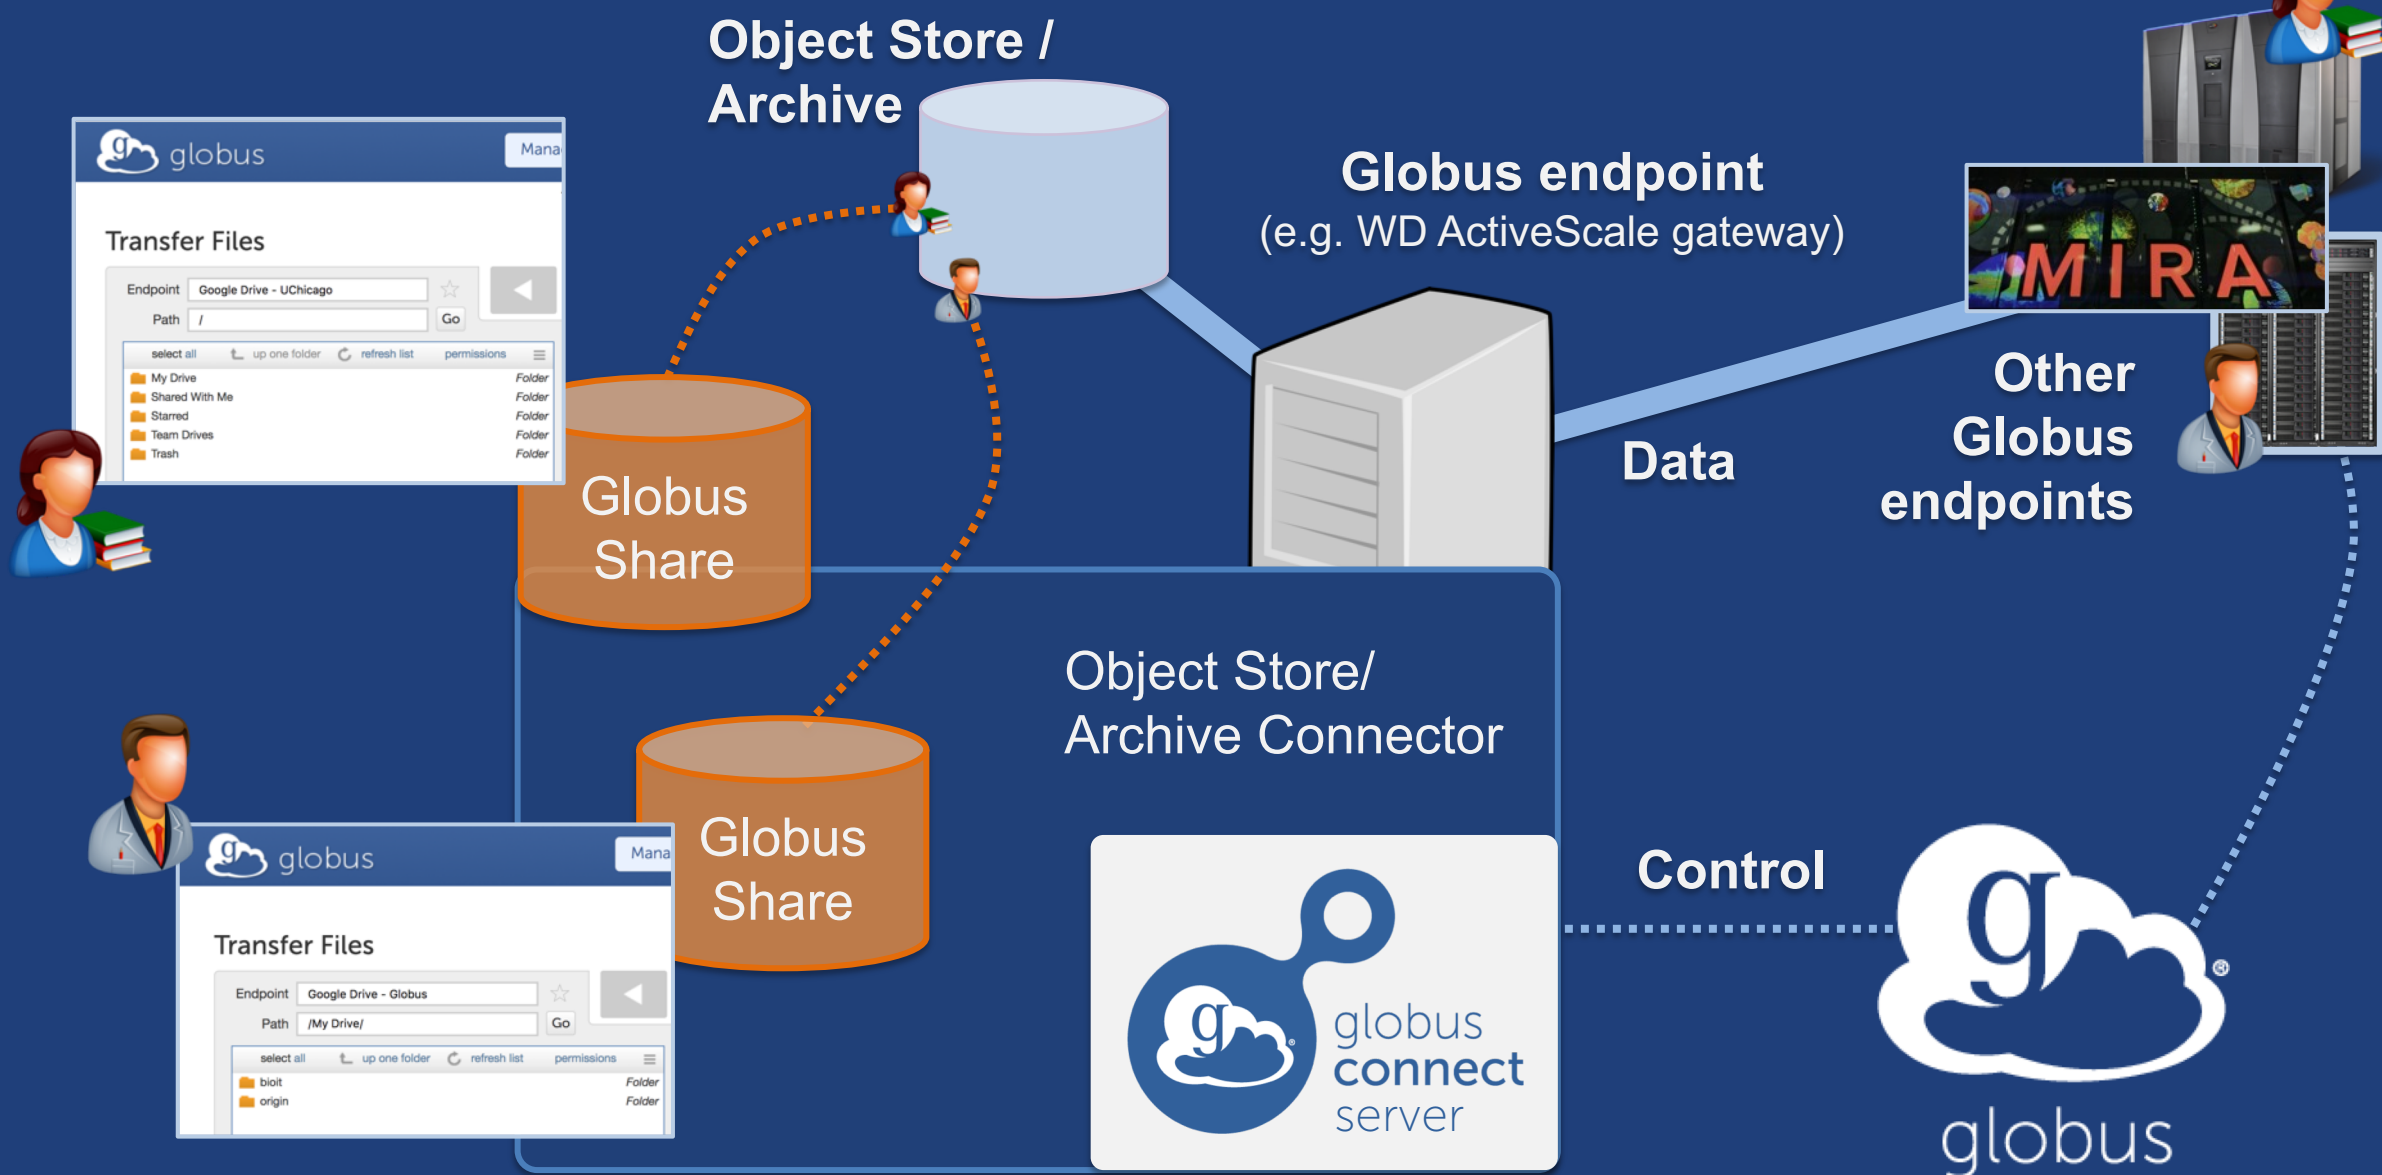 Object Store /
Archive
g globus
Mana
Transfer Files
Endpoint Google Drive - UChicago
Path / Go
select all up one folder refresh list permissions
My Drive Folder
Shared With Me Folder
Starred Folder
Team Drives Folder
Trash Folder
Globus endpoint
(e.g. WD ActiveScale gateway)
MIRA
Other
Globus
endpoints
Data
Globus
Share
Object Store/
Archive Connector
Globus
Share
g globus
Mana
Transfer Files
Endpoint Google Drive - Globus
Path /My Drive/ Go
select all up one folder refresh list permissions
bioit Folder
origin Folder
g
globus
connect
server
Control
g ®
globus